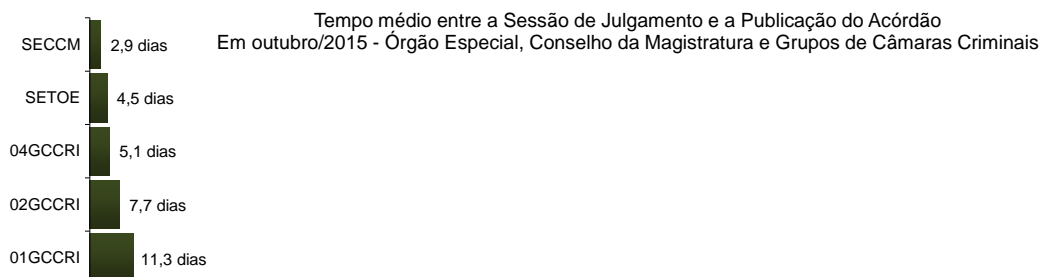 Tempo médio entre a Sessão de Julgamento e a Publicação do Acórdão
Em outubro/2015 - Órgão Especial, Conselho da Magistratura e Grupos de Câmaras Criminais
SECCM 2,9 dias
SETOE 4,5 dias
04GCCRI 5,1 dias
02GCCRI 7,7 dias
01GCCRI 11,3 dias